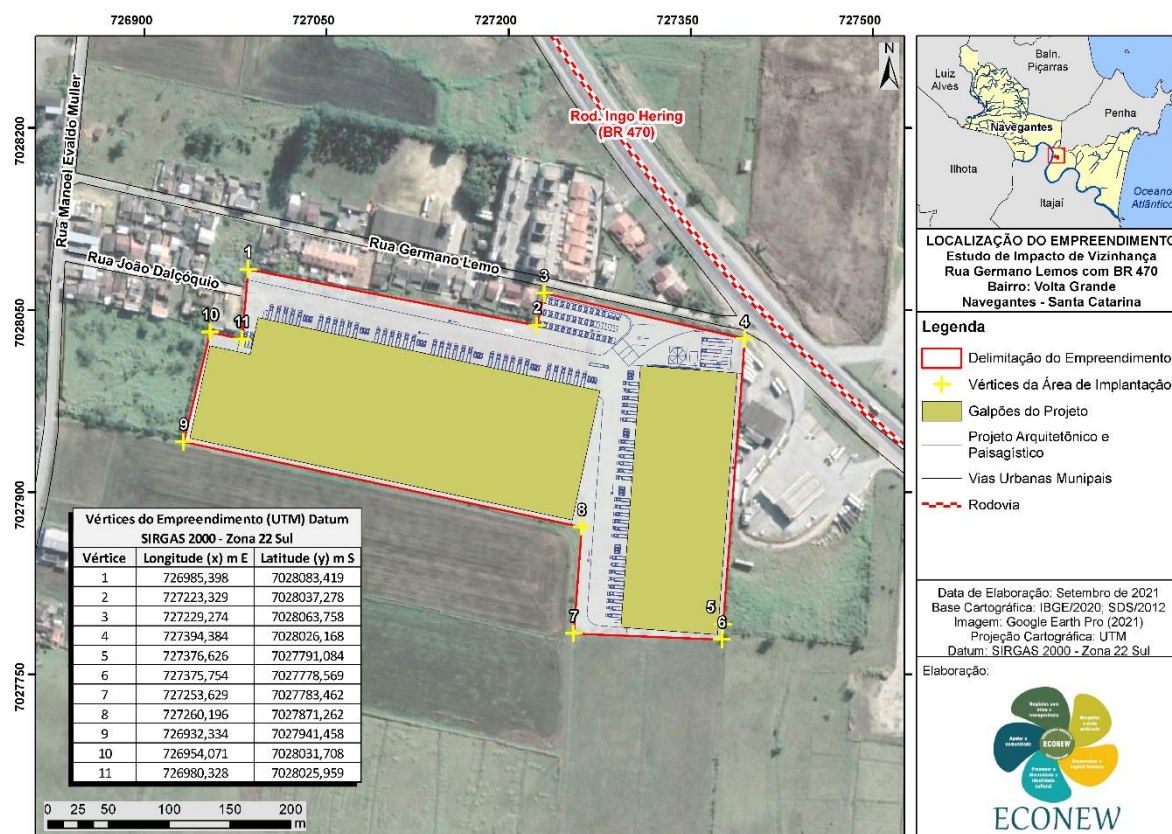 726900 727050 727200 727350 727500
7028200
7028050
7027900
7027750
N
Rod. Ingo Hering
(BR 470)
Rua Manoel Evaldo Muller
Rua Germano Lemo
Rua João Dalçóquio
1
2
3
4
5
6
7
8
9
10
11
Vértices do Empreendimento (UTM) Datum
SIRGAS 2000 - Zona 22 Sul
Vértice Longitude (x) m E Latitude (y) m S
1 726985,398 7028083,419
2 727223,329 7028037,278
3 727229,274 7028063,758
4 727394,384 7028026,168
5 727376,626 7027791,084
6 727375,754 7027778,569
7 727253,629 7027783,462
8 727260,196 7027871,262
9 726932,334 7027941,458
10 726954,071 7028031,708
11 726980,328 7028025,959
0 25 50 100 150 200
m
Luiz
Alves
Baln.
Piçarras
Penha
Navegantes
Ilhota
Itajaí
Oceano
Atlântico
LOCALIZAÇÃO DO EMPREENDIMENTO
Estudo de Impacto de Vizinhança
Rua Germano Lemos com BR 470
Bairro: Volta Grande
Navegantes - Santa Catarina
Legenda
Delimitação do Empreendimento
Vértices da Área de Implantação
Galpões do Projeto
Projeto Arquitetônico e
Paisagístico
Vias Urbanas Munipais
Rodovia
Data de Elaboração: Setembro de 2021
Base Cartográfica: IBGE/2020; SDS/2012
Imagem: Google Earth Pro (2021)
Projeção Cartográfica: UTM
Datum: SIRGAS 2000 - Zona 22 Sul
Elaboração:
ECONEW
ECONEW